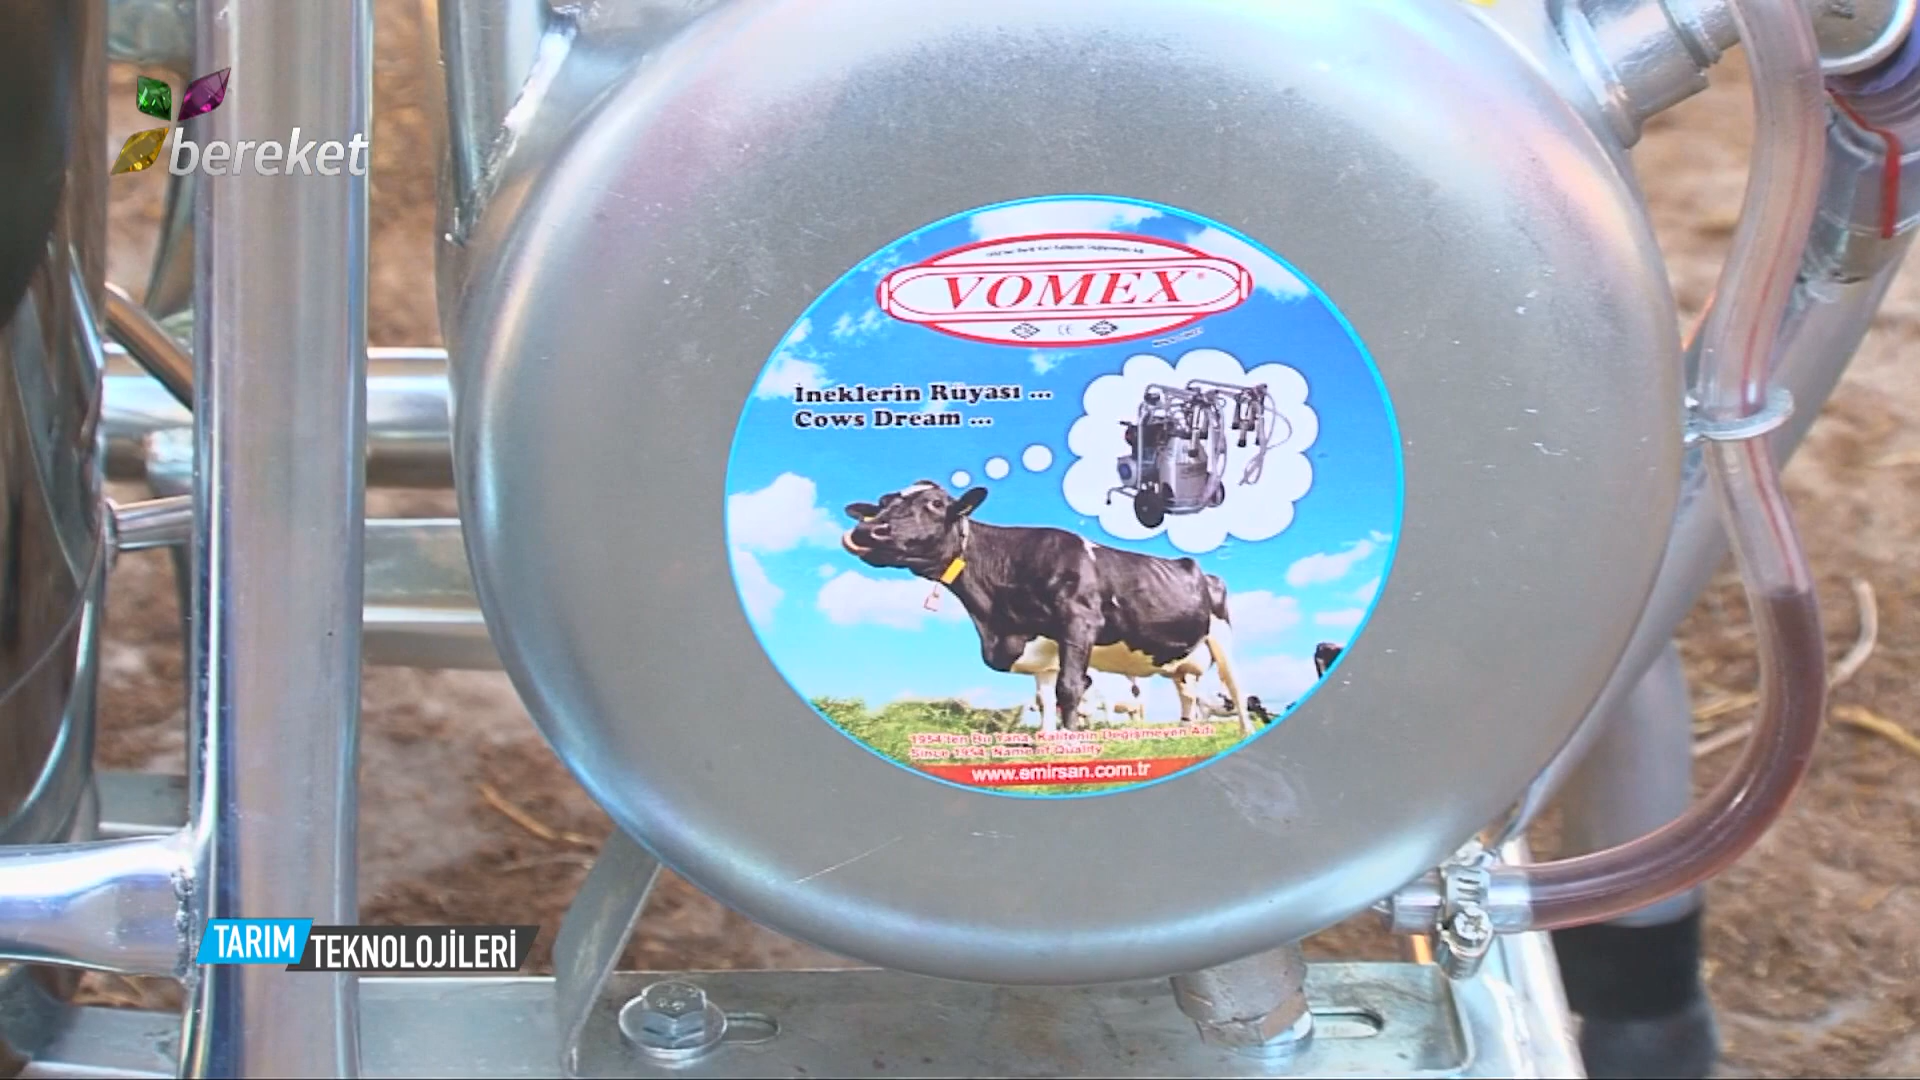 bereket
VOMEX
CE
İneklerin Rüyası ...
Cows Dream ...
1954'ten Bu Yana, Kalitenin Değişmeyen Adı
Since 1954, Name of Quality
www.emirsan.com.tr
TARIM TEKNOLOJİLERİ